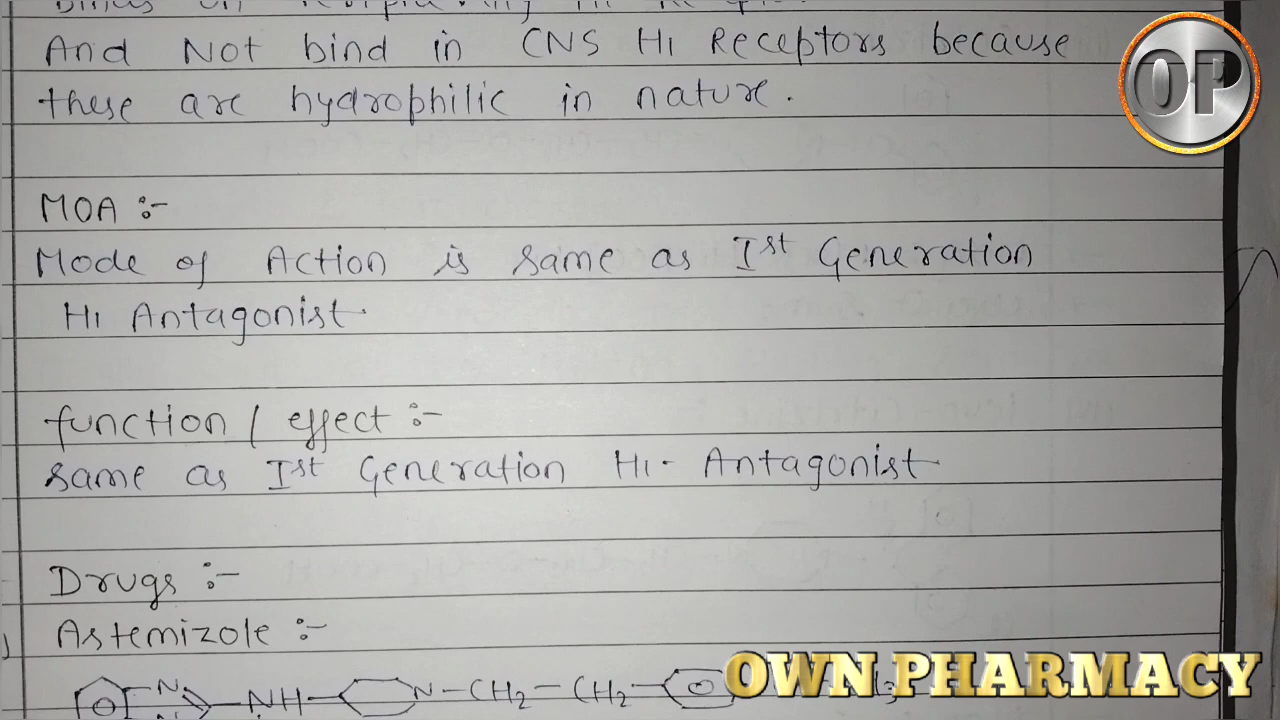 And Not bind in CNS H1 Receptors because
these are hydrophilic in nature.
OP
MOA :-
Mode of Action is same as Ist Generation
H1 Antagonist.
function / effect :-
same as Ist Generation H1- Antagonist
Drugs :-
Astemizole :-
N NH N-CH2-CH2
OWN PHARMACY